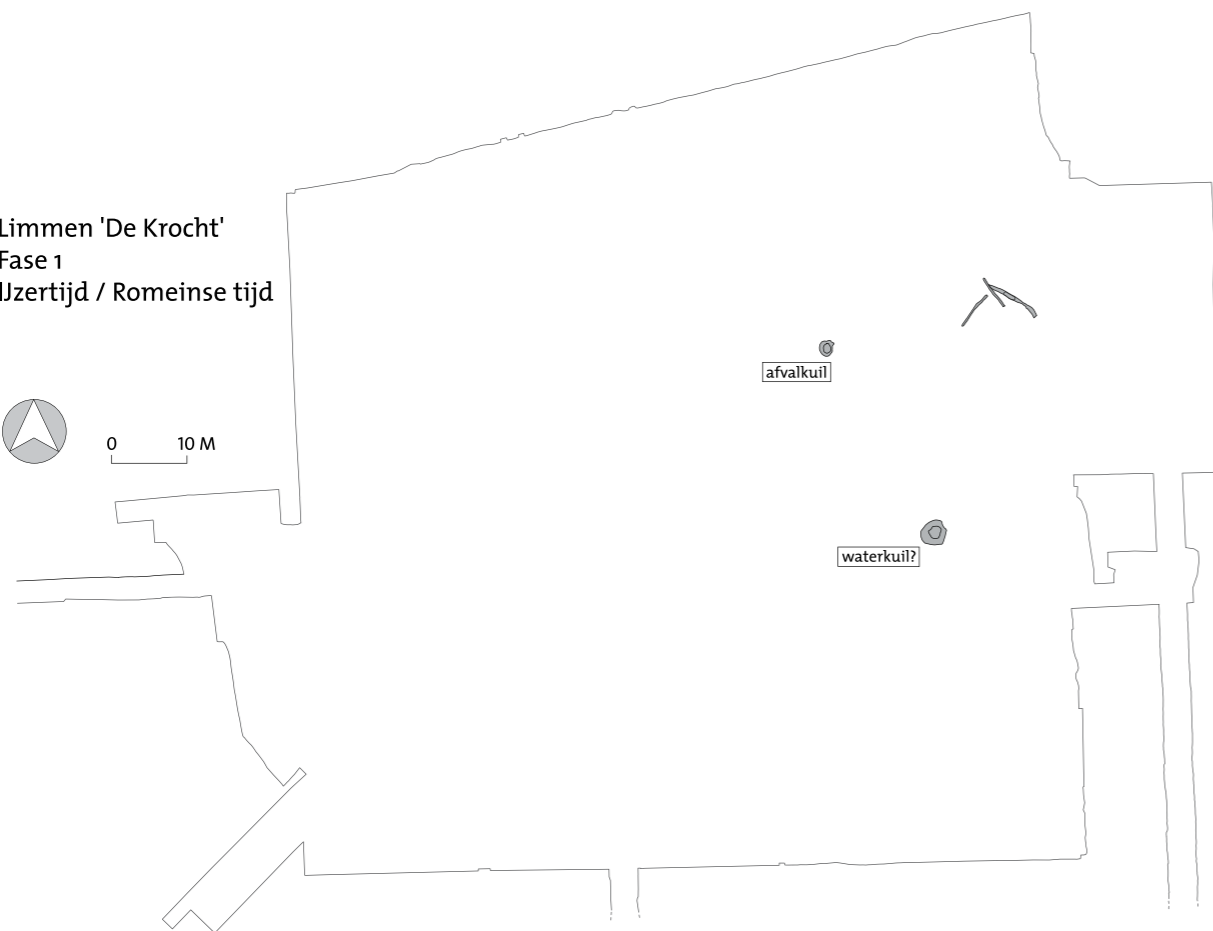 Limmen 'De Krocht'
Fase 1
IJzertijd / Romeinse tijd
0 10 M
afvalkuil
waterkuil?